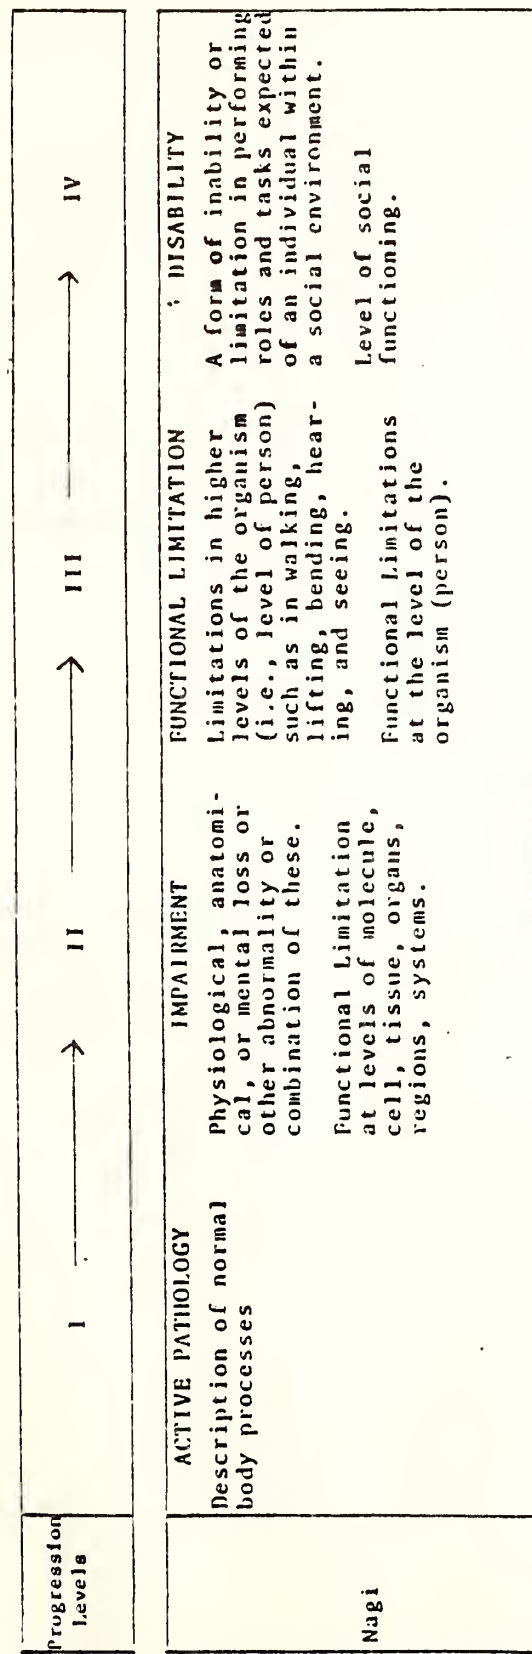 Progression
Levels
I → II → III → IV
Nagi
ACTIVE PATHOLOGY
Description of normal
body processes
IMPAIRMENT
Physiological, anatomi-
cal, or mental loss or
other abnormality or
combination of these.
Functional Limitation
at levels of molecule,
cell, tissue, organs,
regions, systems.
FUNCTIONAL LIMITATION
Limitations in higher
levels of the organism
(i.e., level of person)
such as in walking,
lifting, bending, hear-
ing, and seeing.
Functional Limitations
at the level of the
organism (person).
DISABILITY
A form of inability or
limitation in performing
roles and tasks expected
of an individual within
a social environment.
Level of social
functioning.